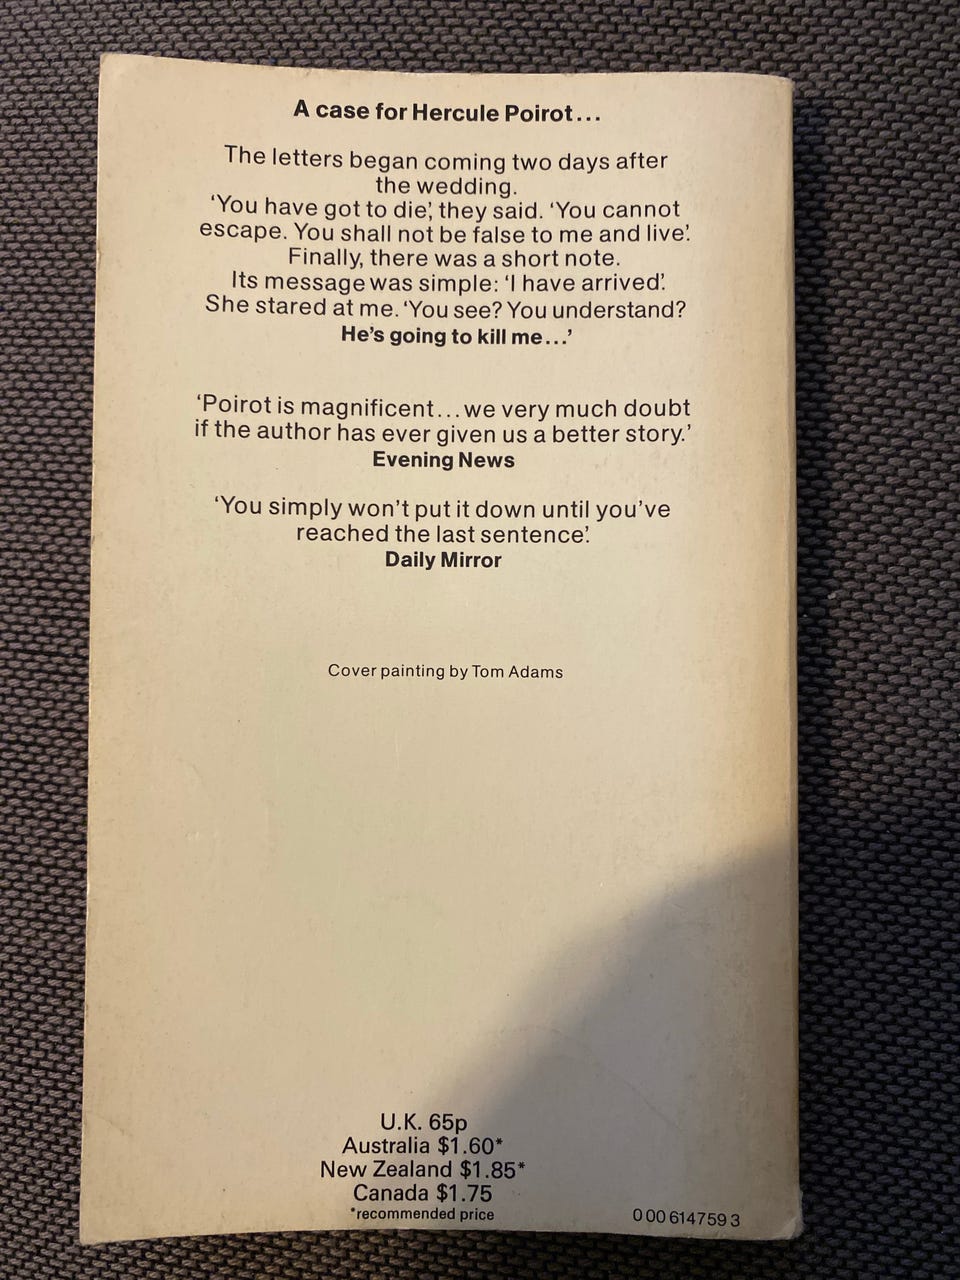 A case for Hercule Poirot...
The letters began coming two days after
the wedding.
‘You have got to die’, they said. ‘You cannot
escape. You shall not be false to me and live’.
Finally, there was a short note.
Its message was simple: ‘I have arrived’.
She stared at me. ‘You see? You understand?
He’s going to kill me...’
‘Poirot is magnificent...we very much doubt
if the author has ever given us a better story.’
Evening News
‘You simply won’t put it down until you’ve
reached the last sentence’.
Daily Mirror
Cover painting by Tom Adams
U.K. 65p
Australia $1.60*
New Zealand $1.85*
Canada $1.75
*recommended price
0 00 614759 3